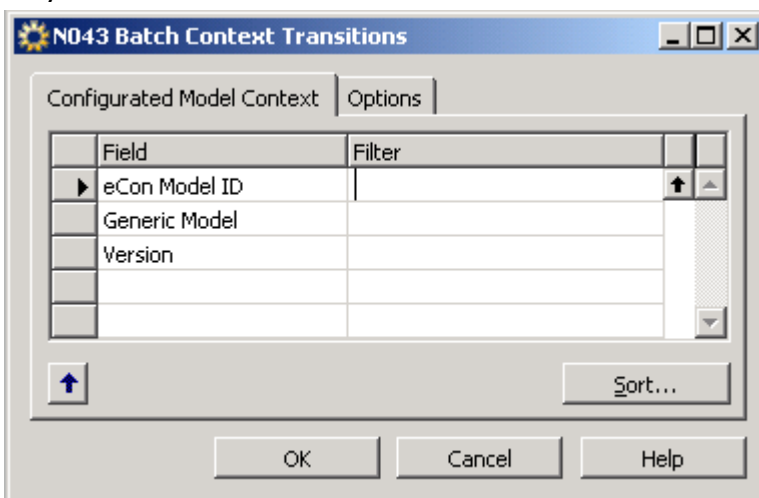 N043 Batch Context Transitions
Configurated Model Context Options
Field Filter
eCon Model ID
Generic Model
Version
Sort...
OK Cancel Help